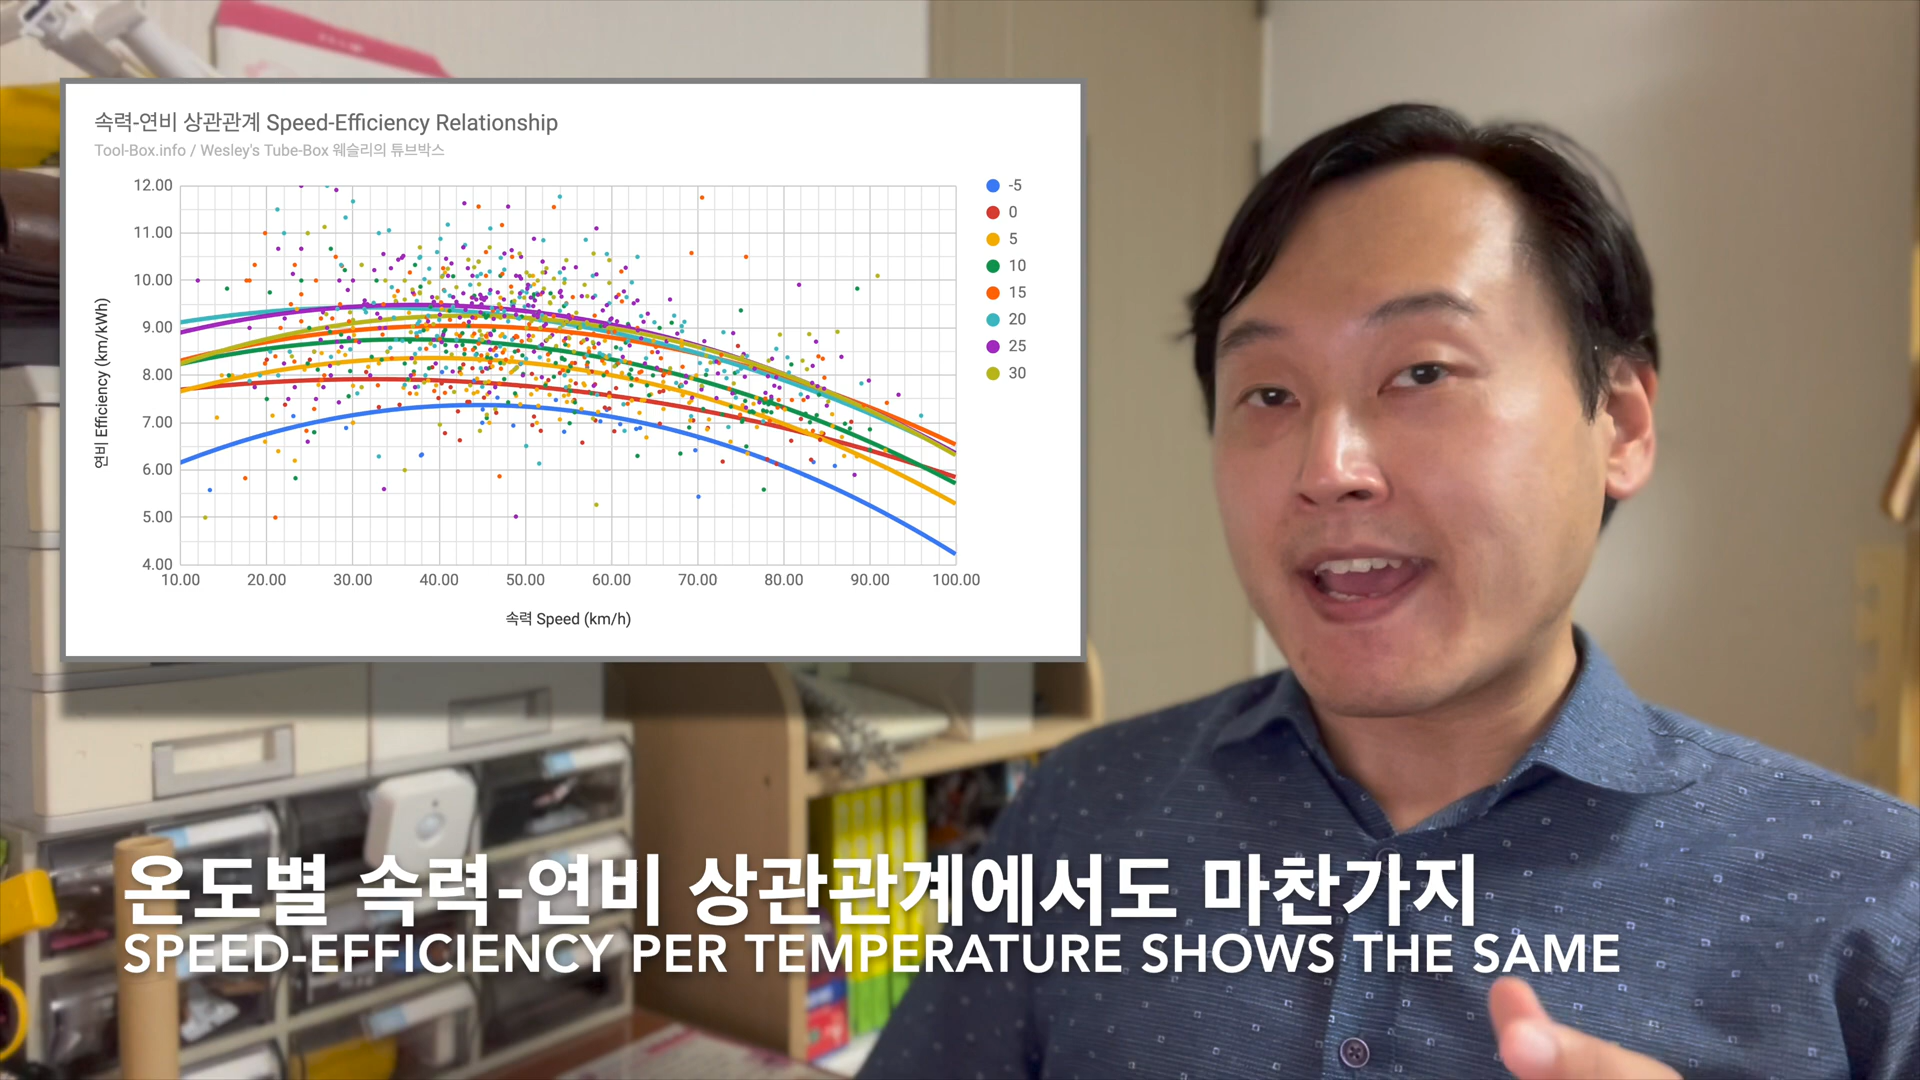 속력-연비 상관관계 Speed-Efficiency Relationship
Tool-Box.info / Wesley's Tube-Box 웨슬리의 튜브박스
연비 Efficiency (km/kWh)
12.00
11.00
10.00
9.00
8.00
7.00
6.00
5.00
4.00
10.00 20.00 30.00 40.00 50.00 60.00 70.00 80.00 90.00 100.00
속력 Speed (km/h)
-5
0
5
10
15
20
25
30
온도별 속력-연비 상관관계에서도 마찬가지
SPEED-EFFICIENCY PER TEMPERATURE SHOWS THE SAME